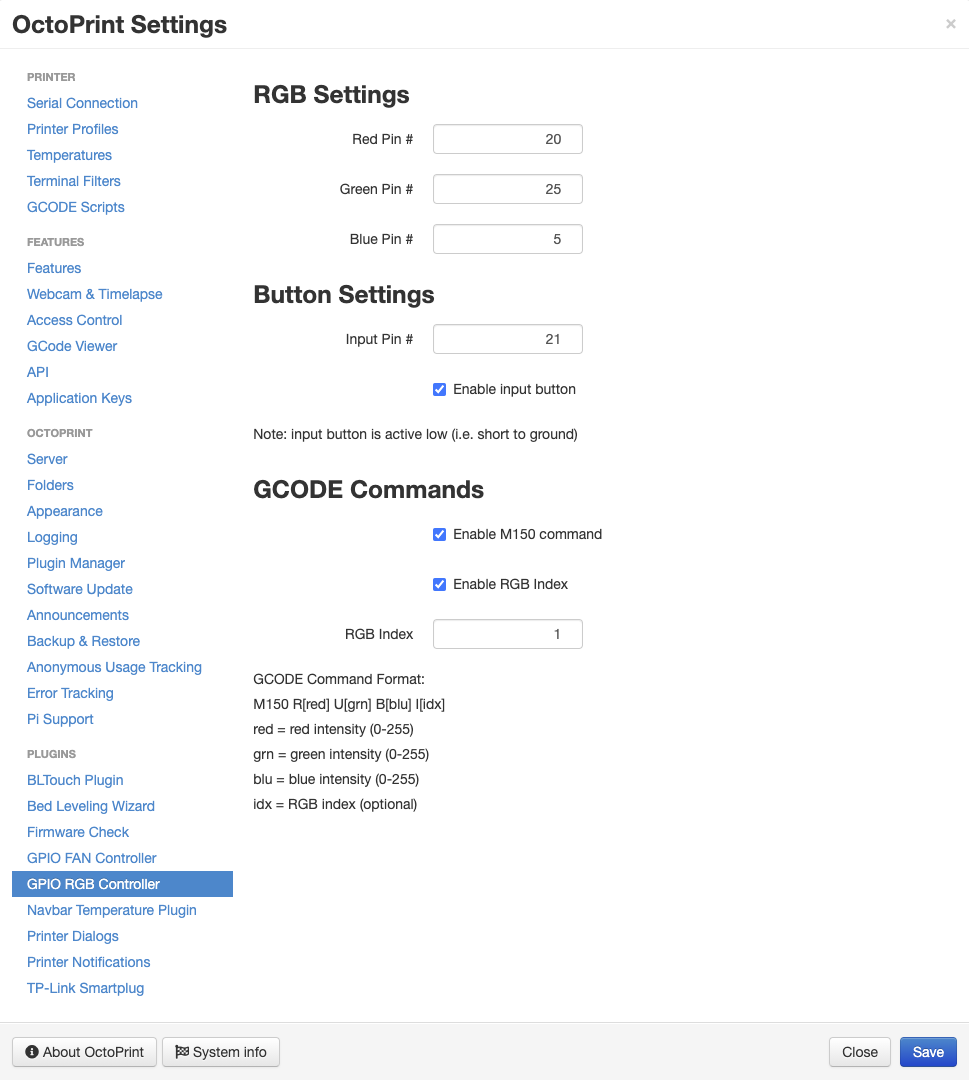 OctoPrint Settings
×
PRINTER
Serial Connection
Printer Profiles
Temperatures
Terminal Filters
GCODE Scripts
FEATURES
Features
Webcam & Timelapse
Access Control
GCode Viewer
API
Application Keys
OCTOPRINT
Server
Folders
Appearance
Logging
Plugin Manager
Software Update
Announcements
Backup & Restore
Anonymous Usage Tracking
Error Tracking
Pi Support
PLUGINS
BLTouch Plugin
Bed Leveling Wizard
Firmware Check
GPIO FAN Controller
GPIO RGB Controller
Navbar Temperature Plugin
Printer Dialogs
Printer Notifications
TP-Link Smartplug
RGB Settings
Red Pin # 20
Green Pin # 25
Blue Pin # 5
Button Settings
Input Pin # 21
Enable input button
Note: input button is active low (i.e. short to ground)
GCODE Commands
Enable M150 command
Enable RGB Index
RGB Index 1
GCODE Command Format:
M150 R[red] U[grn] B[blu] I[idx]
red = red intensity (0-255)
grn = green intensity (0-255)
blu = blue intensity (0-255)
idx = RGB index (optional)
About OctoPrint System info Close Save